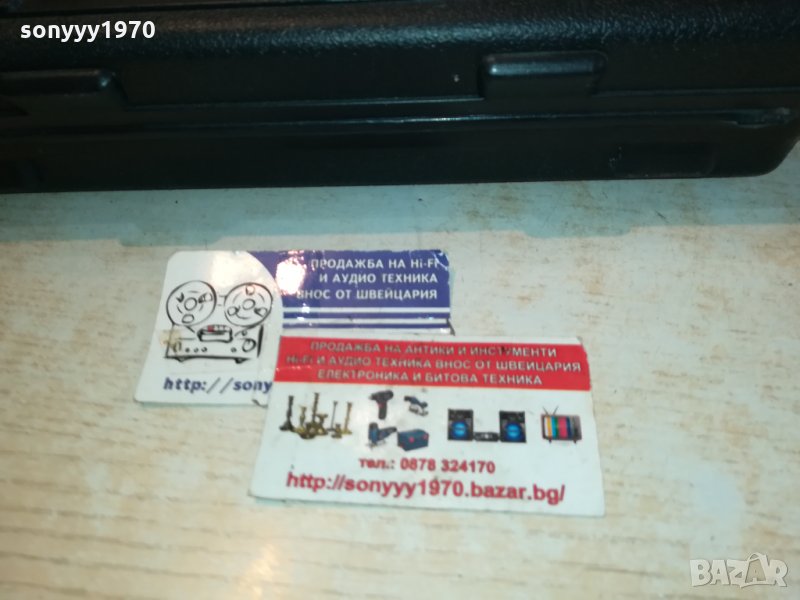 sonyyy1970
ПРОДАЖБА НА Hi-Fi
И АУДИО ТЕХНИКА
ВНОС ОТ ШВЕЙЦАРИЯ
http://sony
ПРОДАЖБА НА АНТИКИ И ИНСТУМЕНТИ
Hi-Fi И АУДИО ТЕХНИКА ВНОС ОТ ШВЕЙЦАРИЯ
ЕЛЕКТРОНИКА И БИТОВА ТЕХНИКА
тел.: 0878 324170
http://sonyyy1970.bazar.bg/
BAZAR